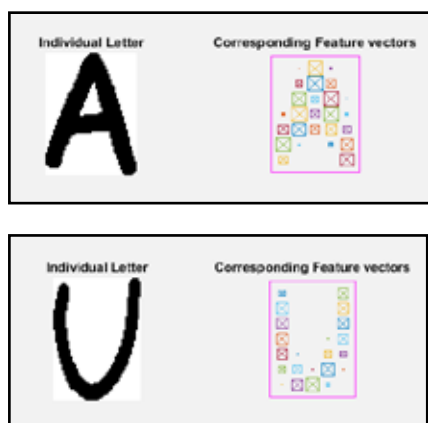 Individual Letter Corresponding Feature vectors
A
Individual Letter Corresponding Feature vectors
U